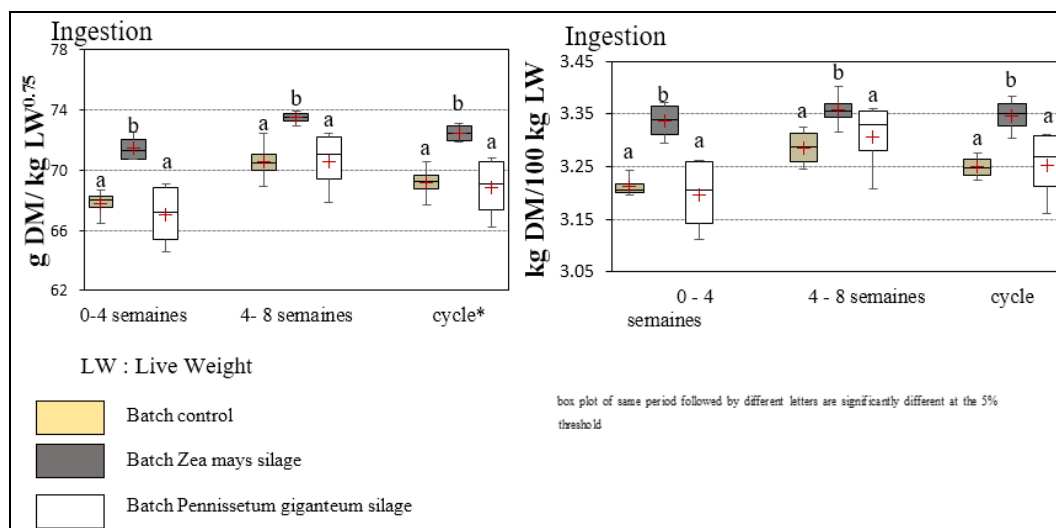 Ingestion
78
74
70
66
62
g DM/ kg LW0.75
a
b
a
a
b
a
a
b
a
0-4 semaines
4- 8 semaines
cycle*
Ingestion
3.45
3.35
3.25
3.15
3.05
kg DM/100 kg LW
a
b
a
a
b
a
a
b
a
0 - 4
semaines
4 - 8 semaines
cycle
LW : Live Weight
Batch control
Batch Zea mays silage
Batch Pennissetum giganteum silage
box plot of same period followed by different letters are significantly different at the 5%
threshold